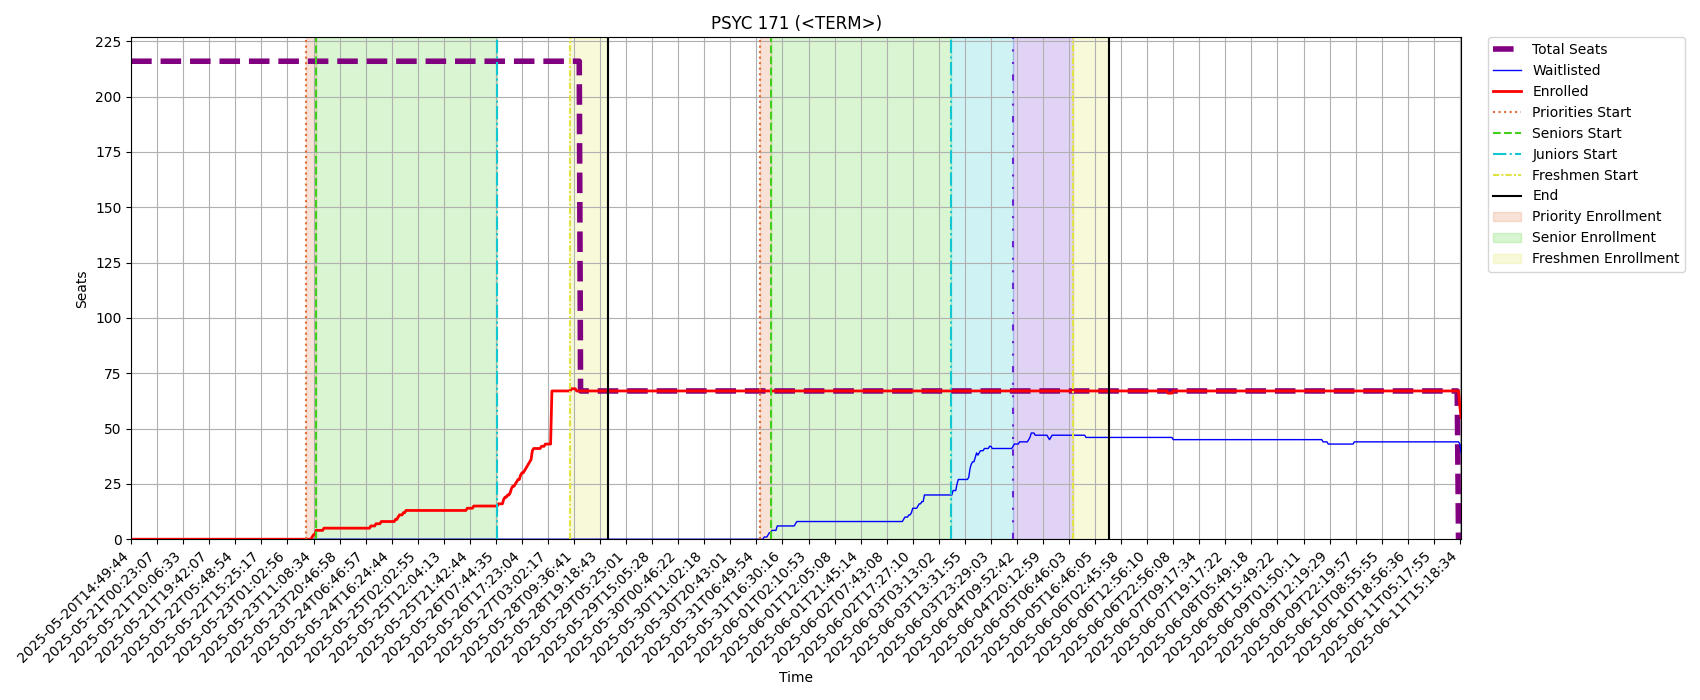 PSYC 171 (<TERM>)
225
200
175
150
125
100
75
50
25
0
Seats
2025-05-20T14:49:44
2025-05-21T00:23:07
2025-05-21T10:06:33
2025-05-21T19:42:07
2025-05-22T05:48:54
2025-05-22T15:25:17
2025-05-23T01:02:56
2025-05-23T11:08:34
2025-05-23T20:46:58
2025-05-24T06:46:57
2025-05-24T16:24:44
2025-05-25T02:02:55
2025-05-25T12:04:13
2025-05-25T21:42:44
2025-05-26T07:44:35
2025-05-26T17:23:04
2025-05-27T03:02:17
2025-05-28T09:36:41
2025-05-28T19:18:43
2025-05-29T05:25:01
2025-05-29T15:05:28
2025-05-30T00:46:22
2025-05-30T11:02:18
2025-05-30T20:43:01
2025-05-31T06:49:54
2025-05-31T16:30:16
2025-06-01T02:10:53
2025-06-01T12:05:08
2025-06-01T21:45:14
2025-06-02T07:43:08
2025-06-02T17:27:10
2025-06-03T03:13:02
2025-06-03T13:31:55
2025-06-03T23:29:03
2025-06-04T09:52:42
2025-06-04T20:12:59
2025-06-05T06:46:03
2025-06-05T16:46:05
2025-06-06T02:45:58
2025-06-06T12:56:10
2025-06-06T22:56:08
2025-06-07T09:17:34
2025-06-07T19:17:22
2025-06-08T05:49:18
2025-06-08T15:49:22
2025-06-09T01:50:11
2025-06-09T12:19:29
2025-06-09T22:19:57
2025-06-10T08:55:55
2025-06-10T18:56:36
2025-06-11T05:17:55
2025-06-11T15:18:34
Time
Total Seats
Waitlisted
Enrolled
Priorities Start
Seniors Start
Juniors Start
Freshmen Start
End
Priority Enrollment
Senior Enrollment
Freshmen Enrollment